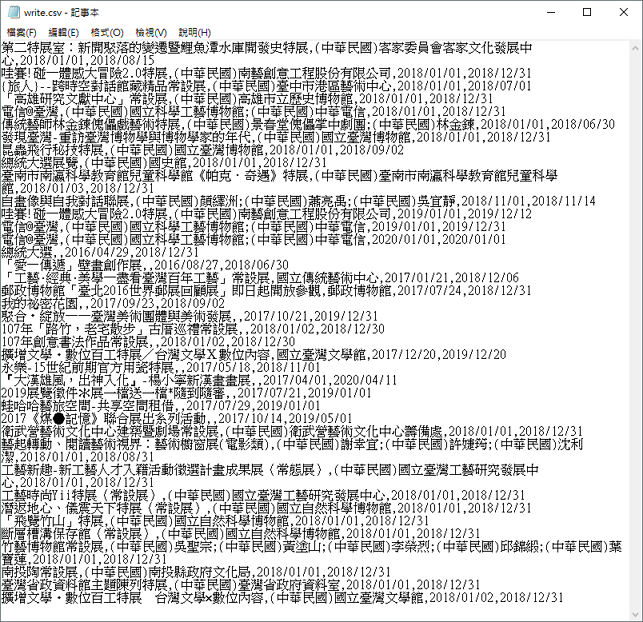 write.csv - 記事本
檔案(F) 編輯(E) 格式(O) 檢視(V) 說明(H)
第二特展室：新開聚落的變遷暨鯉魚潭水庫開發史特展,(中華民國)客家委員會客家文化發展中
心,2018/01/01,2018/08/15
哇賽!碰一體感大冒險2.0特展,(中華民國)南藝創意工程股份有限公司,2018/01/01,2018/12/31
(旅人)--跨時空對話館藏精品常設展,(中華民國)臺中市港區藝術中心,2018/01/01,2018/07/01
「高雄研究文獻中心」常設展,(中華民國)高雄市立歷史博物館,2018/01/01,2018/12/31
電信@臺灣,(中華民國)國立科學工藝博物館;(中華民國)中華電信,2018/01/01,2018/12/31
傳統藝師林金鍊傀儡戲藝術特展,(中華民國)景春堂傀儡掌中劇團;(中華民國)林金鍊,2018/01/01,2018/06/30
發現臺灣-重訪臺灣博物學與博物學家的年代,(中華民國)國立臺灣博物館,2018/01/01,2018/12/31
昆蟲飛行秘技特展,(中華民國)國立臺灣博物館,2018/01/01,2018/09/02
總統大選展覽,(中華民國)國史館,2018/01/01,2018/12/31
臺南市南瀛科學教育館兒童科學館《帕克．奇遇》特展,(中華民國)臺南市南瀛科學教育館兒童科學
館,2018/01/03,2018/12/31
自畫像與自我對話聯展,(中華民國)顏繹洲;(中華民國)蕭亮禹;(中華民國)吳宜靜,2018/11/01,2018/11/14
哇賽!碰一體感大冒險2.0特展,(中華民國)南藝創意工程股份有限公司,2019/01/01,2019/12/12
電信@臺灣,(中華民國)國立科學工藝博物館;(中華民國)中華電信,2019/01/01,2019/12/31
電信@臺灣,(中華民國)國立科學工藝博物館;(中華民國)中華電信,2020/01/01,2020/01/01
總統大選,,2016/04/29,2018/12/31
「愛一傳遞」壁畫創作展,,2016/08/27,2018/06/30
「工藝‧經典‧美學—盡看臺灣百年工藝」常設展,國立傳統藝術中心,2017/01/21,2018/12/06
郵政博物館「臺北2016世界郵展回顧展」即日起開放參觀,郵政博物館,2017/07/24,2018/12/31
我的祕密花園,,2017/09/23,2018/09/02
聚合‧綻放——臺灣美術團體與美術發展,,2017/10/21,2019/12/31
107年「路竹，老宅散步」古厝巡禮常設展,,2018/01/02,2018/12/30
107年創意書法作品常設展,,2018/01/02,2018/12/30
擴增文學‧數位百工特展／台灣文學Ｘ數位內容,國立臺灣文學館,2017/12/20,2019/12/20
永樂-15世紀前期官方用瓷特展,,2017/05/18,2018/11/01
『大漢雄風，出神入化』-楊小寧新漢畫畫展,,2017/04/01,2020/04/11
2019展覽徵件※展一檔送一檔*隨到隨審,,2017/07/21,2019/01/01
蛙哈哈藝旅空間-共享空間租借,,2017/07/29,2019/01/01
2017《煤●記憶》聯合展出系列活動,,2017/10/14,2019/05/01
衛武營藝術文化中心建築暨劇場常設展,(中華民國)衛武營藝術文化中心籌備處,2018/01/01,2018/12/31
藝起轉動、閱讀藝術視界：藝術櫥窗展(電影類),(中華民國)謝幸宜;(中華民國)許婕筠;(中華民國)沈利
潔,2018/01/01,2018/08/31
工藝新趣-新工藝人才入籍活動徵選計畫成果展（常態展）,(中華民國)國立臺灣工藝研究發展中
心,2018/01/01,2018/12/31
工藝時尚Yii特展（常設展）,(中華民國)國立臺灣工藝研究發展中心,2018/01/01,2018/12/31
潛返地心、儀震天下特展（常設展）,(中華民國)國立自然科學博物館,2018/01/01,2018/12/31
「飛覽竹山」特展,(中華民國)國立自然科學博物館,2018/01/01,2018/12/31
斷層槽溝保存館（常設展）,(中華民國)國立自然科學博物館,2018/01/01,2018/12/31
竹藝博物館常設展,(中華民國)吳聖宗;(中華民國)黃塗山;(中華民國)李榮烈;(中華民國)邱錦緞;(中華民國)葉
寶蓮,2018/01/01,2018/12/31
南投陶常設展,(中華民國)南投縣政府文化局,2018/01/01,2018/12/31
臺灣省政資料館主題陳列特展,(中華民國)臺灣省政府資料室,2018/01/01,2018/12/31
擴增文學‧數位百工特展　台灣文學×數位內容,(中華民國)國立臺灣文學館,2018/01/02,2018/12/31